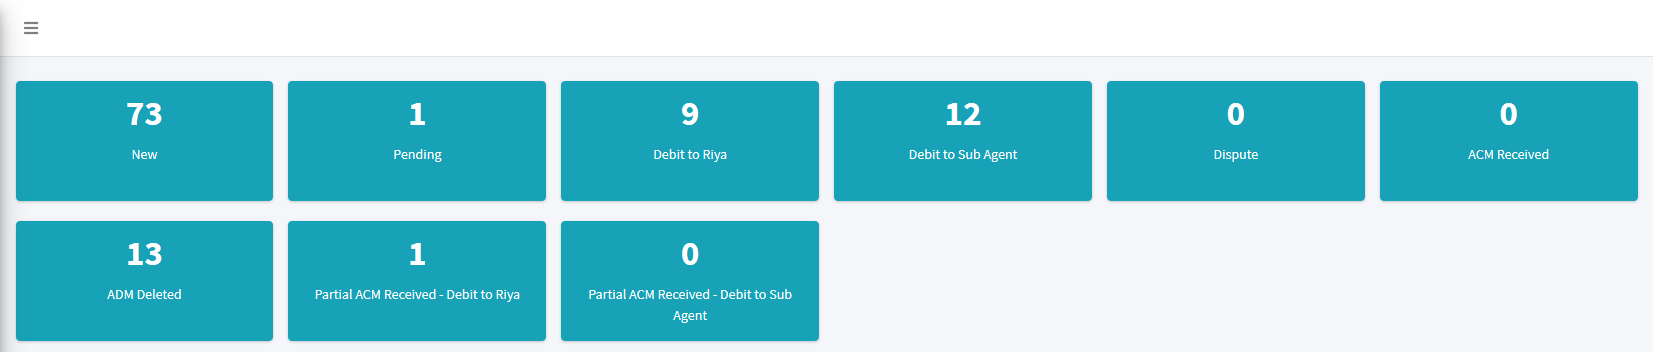 73
New
1
Pending
9
Debit to Riya
12
Debit to Sub Agent
0
Dispute
0
ACM Received
13
ADM Deleted
1
Partial ACM Received - Debit to Riya
0
Partial ACM Received - Debit to Sub
Agent